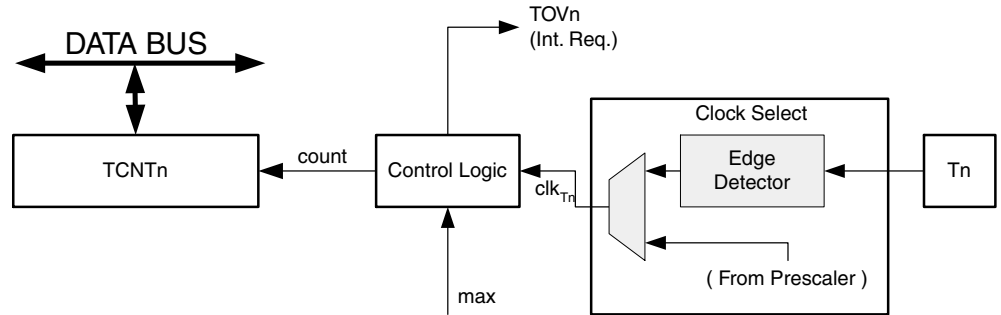 TOVn
(Int. Req.)
DATA BUS
Clock Select
TCNTn
count
Control Logic
clkTn
Edge
Detector
Tn
( From Prescaler )
max